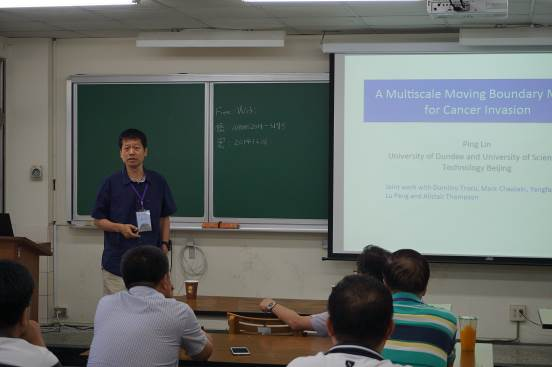 Free Wifi
A Multiscale Moving Boundary M
for Cancer Invasion
Ping Lin
University of Dundee and University of Scien
Technology Beijing
Joint work with Dumitru Trucu, Mark Chaplain, Yangfa
Lu Peng and Alistair Thompson